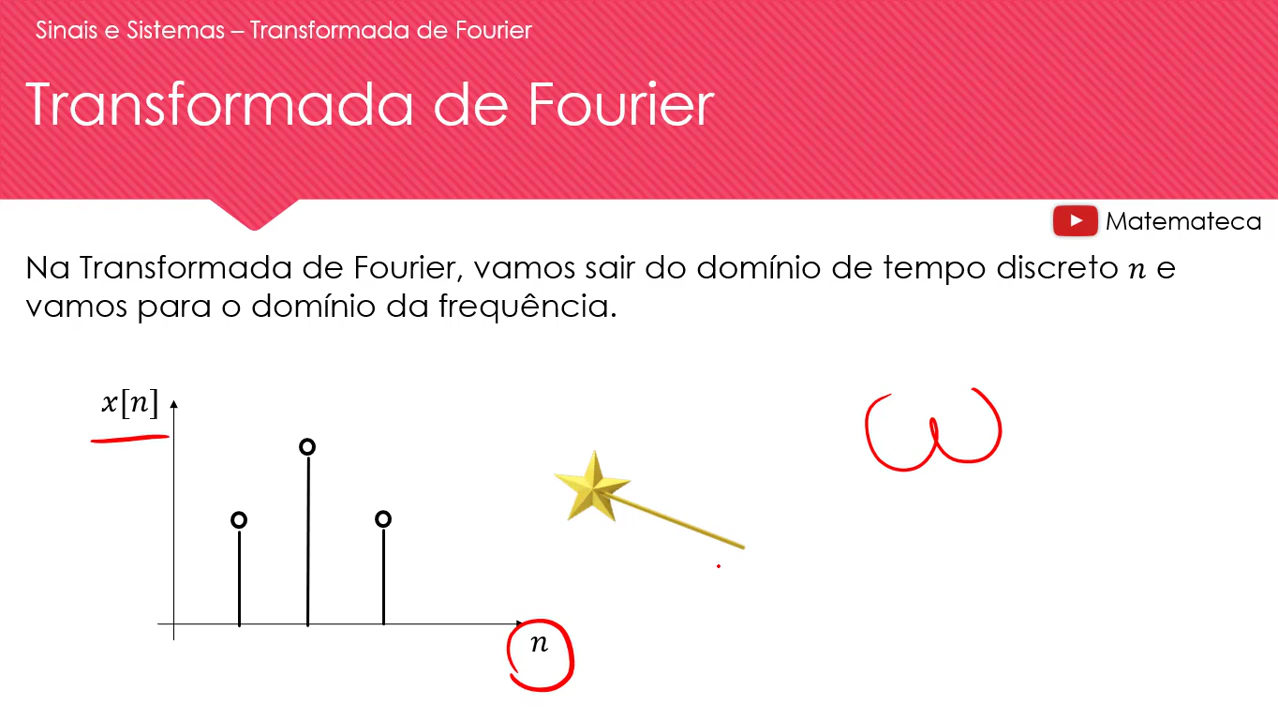 Sinais e Sistemas – Transformada de Fourier
Transformada de Fourier
Matemateca
Na Transformada de Fourier, vamos sair do domínio de tempo discreto n e
vamos para o domínio da frequência.
x[n]
ω
n